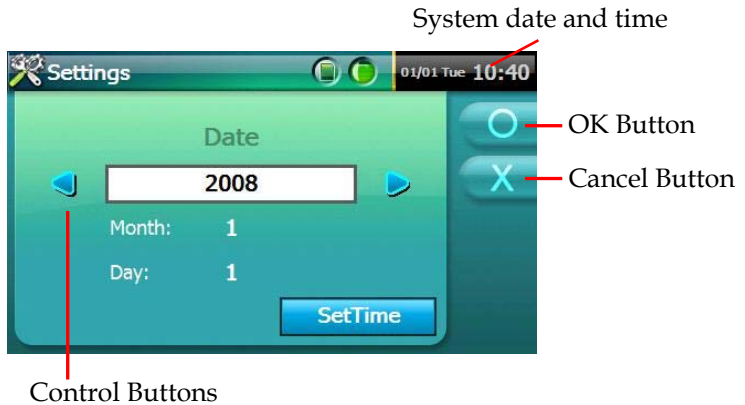 System date and time
Settings
01/01 Tue 10:40
OK Button
Date
X Cancel Button
2008
Month: 1
Day: 1
SetTime
Control Buttons